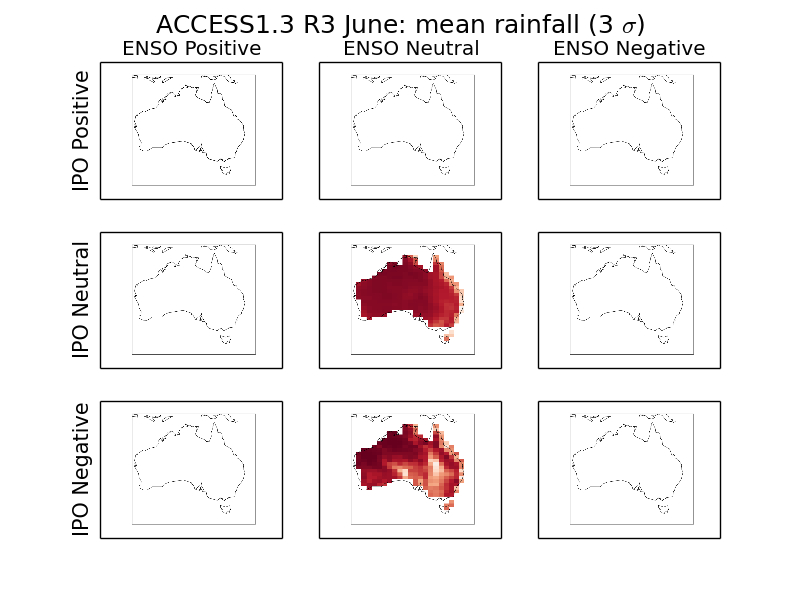 ACCESS1.3 R3 June: mean rainfall (3 σ)
ENSO Positive
ENSO Neutral
ENSO Negative
IPO Positive
IPO Neutral
IPO Negative